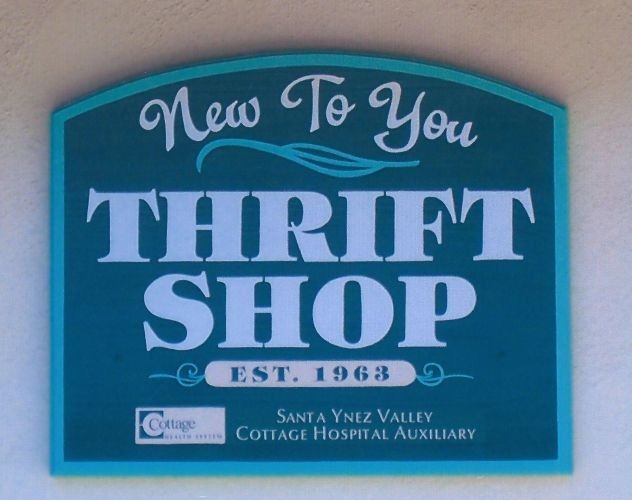 New To You
THRIFT
SHOP
EST. 1963
Cottage
HEALTH SYSTEM
SANTA YNEZ VALLEY
COTTAGE HOSPITAL AUXILIARY